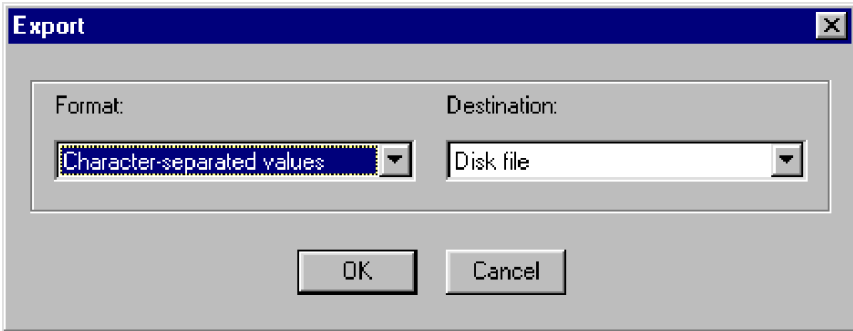 Export
Format:
Destination:
Character-separated values
Disk file
OK
Cancel